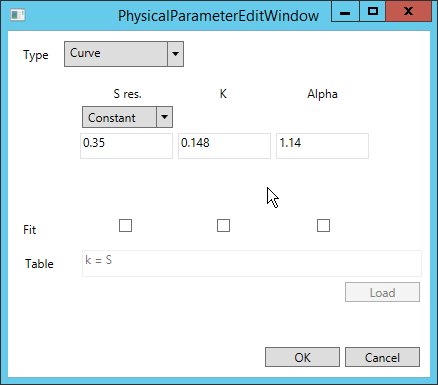 PhysicalParameterEditWindow
Type Curve
S res. K Alpha
Constant
0.35 0.148 1.14
Fit
Table k = S
Load
OK Cancel